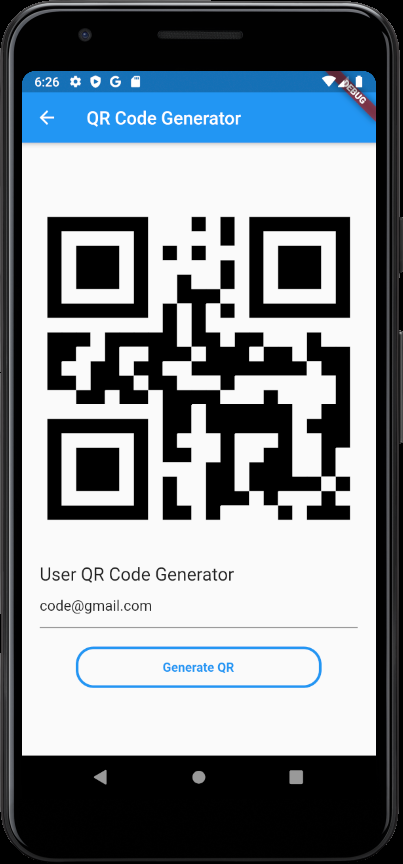 6:26
DEBUG
QR Code Generator
User QR Code Generator
code@gmail.com
Generate QR